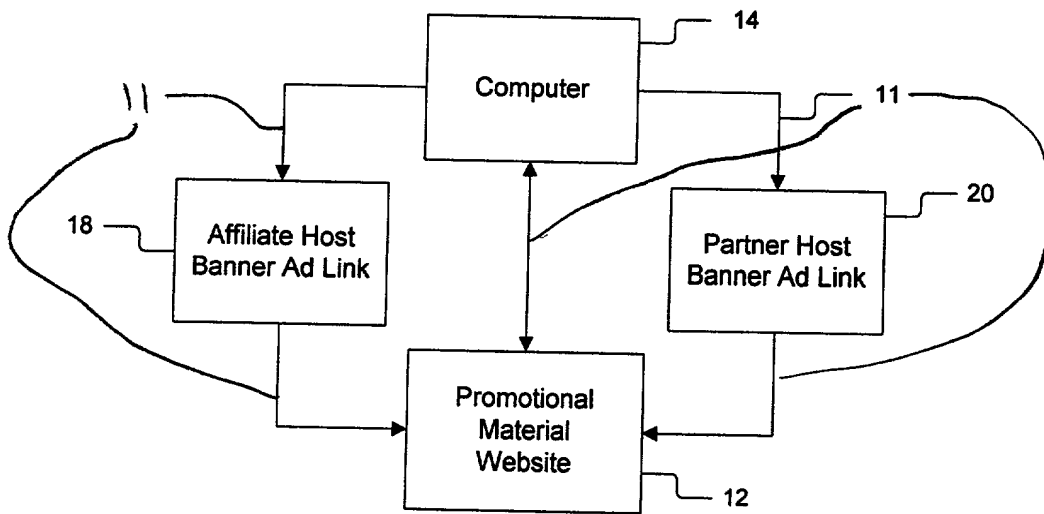 14
Computer
11
11
18
Affiliate Host
Banner Ad Link
20
Partner Host
Banner Ad Link
Promotional
Material
Website
12